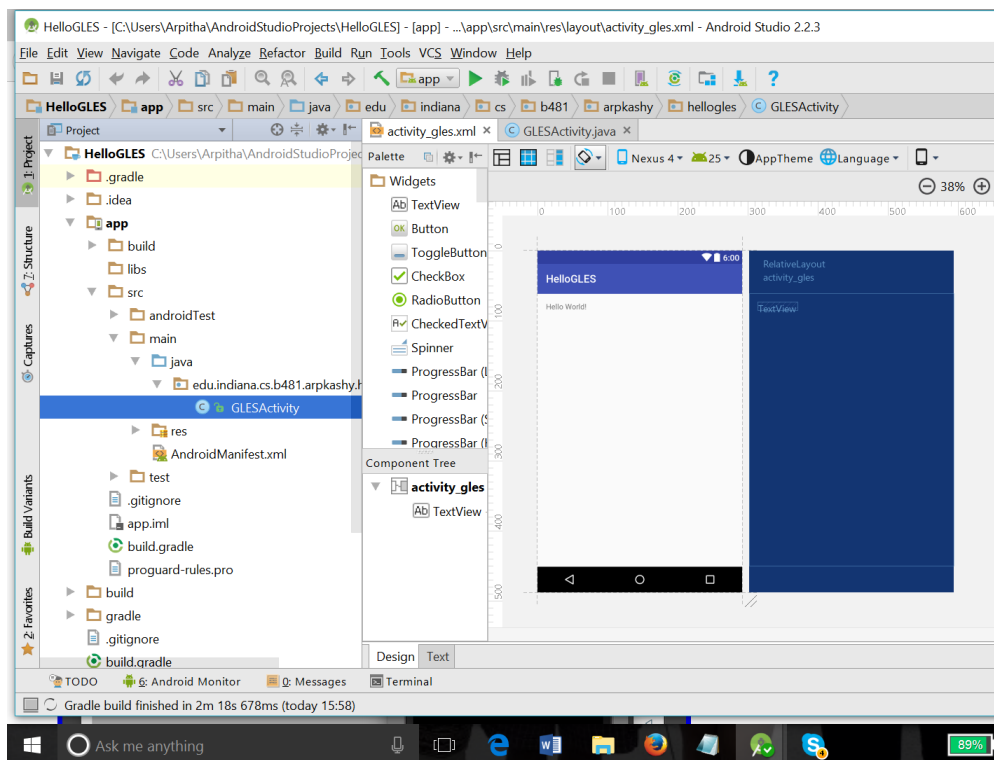 HelloGLES - [C:\Users\Arpitha\AndroidStudioProjects\HelloGLES] - [app] - ...\app\src\main\res\layout\activity_gles.xml - Android Studio 2.2.3
File Edit View Navigate Code Analyze Refactor Build Run Tools VCS Window Help
app
HelloGLES app src main java edu indiana cs b481 arpkashy hellogles GLESActivity
1: Project
7: Structure
Captures
Build Variants
2: Favorites
Project
HelloGLES C:\Users\Arpitha\AndroidStudioProjec
.gradle
.idea
app
build
libs
src
androidTest
main
java
edu.indiana.cs.b481.arpkashy.h
GLESActivity
res
AndroidManifest.xml
test
.gitignore
app.iml
build.gradle
proguard-rules.pro
build
gradle
.gitignore
build.gradle
activity_gles.xml GLESActivity.java
Palette
Widgets
TextView
Button
ToggleButton
CheckBox
RadioButton
CheckedTextV
Spinner
ProgressBar (L
ProgressBar
ProgressBar (S
ProgressBar (H
Component Tree
activity_gles
Ab TextView
Nexus 4 25 AppTheme Language
38%
0 100 200 300 400 500 600
0
100
200
300
400
500
6:00
HelloGLES
Hello World!
RelativeLayout
activity_gles
TextView
Design Text
TODO 6: Android Monitor 0: Messages Terminal
Gradle build finished in 2m 18s 678ms (today 15:58)
Ask me anything
89%